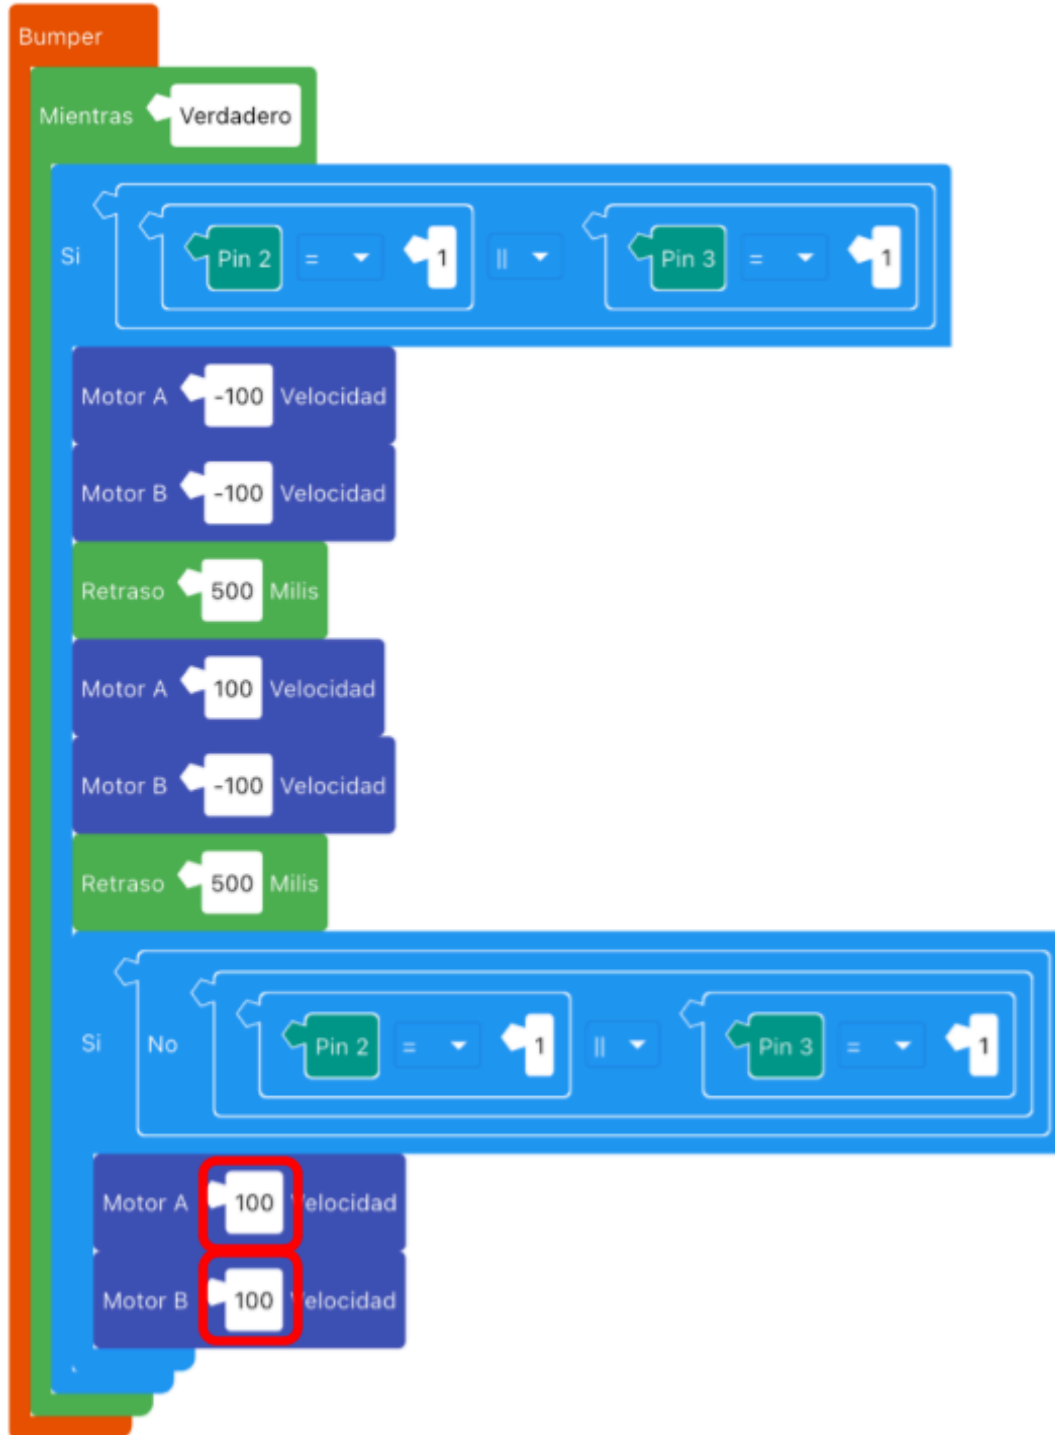 Bumper
Mientras Verdadero
Si Pin 2 = 1 || Pin 3 = 1
Motor A -100 Velocidad
Motor B -100 Velocidad
Retraso 500 Milis
Motor A 100 Velocidad
Motor B -100 Velocidad
Retraso 500 Milis
Si No Pin 2 = 1 || Pin 3 = 1
Motor A 100 Velocidad
Motor B 100 Velocidad